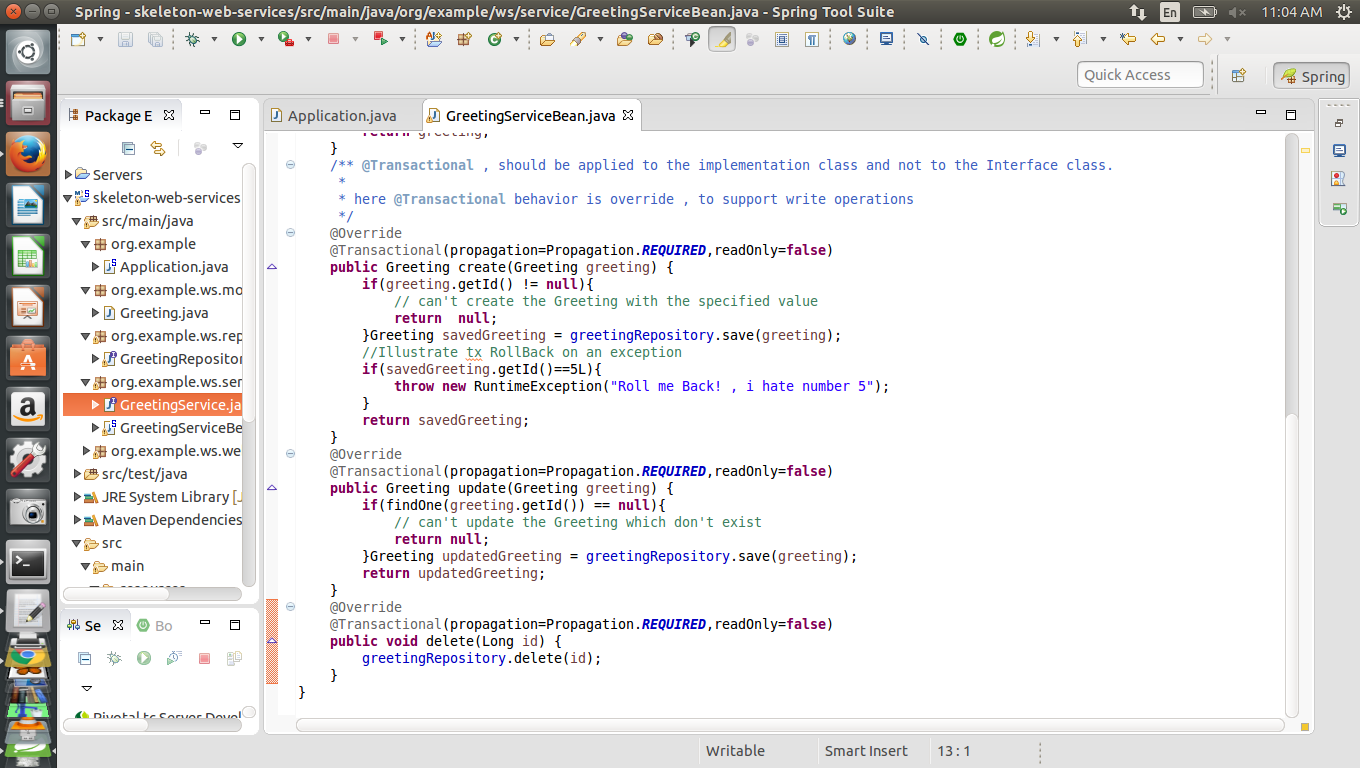 Spring - skeleton-web-services/src/main/java/org/example/ws/service/GreetingServiceBean.java - Spring Tool Suite
En
11:04 AM
Quick Access
Spring
Package E
Servers
skeleton-web-services
src/main/java
org.example
Application.java
org.example.ws.mo
Greeting.java
org.example.ws.rep
GreetingRepositor
org.example.ws.ser
GreetingService.ja
GreetingServiceBe
org.example.ws.we
src/test/java
JRE System Library [J
Maven Dependencies
src
main
resources
Se
Bo
Pivotal tc Server Devel
Application.java
GreetingServiceBean.java
return greeting;
}
/** @Transactional , should be applied to the implementation class and not to the Interface class.
*
* here @Transactional behavior is override , to support write operations
*/
@Override
@Transactional(propagation=Propagation.REQUIRED,readOnly=false)
public Greeting create(Greeting greeting) {
if(greeting.getId() != null){
// can't create the Greeting with the specified value
return  null;
}Greeting savedGreeting = greetingRepository.save(greeting);
//Illustrate tx RollBack on an exception
if(savedGreeting.getId()==5L){
throw new RuntimeException("Roll me Back! , i hate number 5");
}
return savedGreeting;
}
@Override
@Transactional(propagation=Propagation.REQUIRED,readOnly=false)
public Greeting update(Greeting greeting) {
if(findOne(greeting.getId()) == null){
// can't update the Greeting which don't exist
return null;
}Greeting updatedGreeting = greetingRepository.save(greeting);
return updatedGreeting;
}
@Override
@Transactional(propagation=Propagation.REQUIRED,readOnly=false)
public void delete(Long id) {
greetingRepository.delete(id);
}
}
Writable
Smart Insert
13 : 1